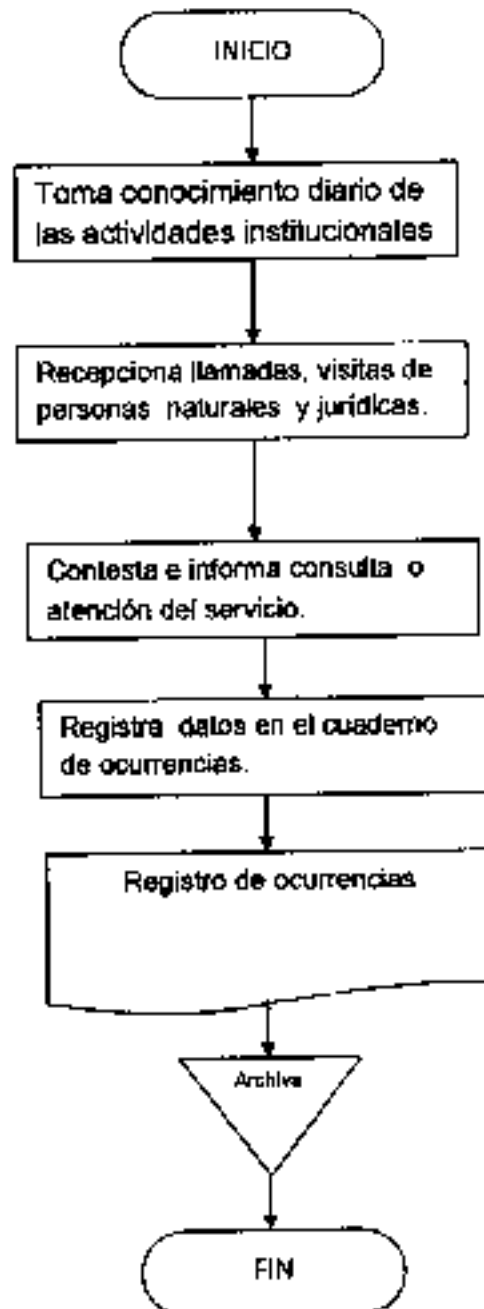 INICIO
Toma conocimiento diario de
las actividades institucionales
Recepciona llamadas, visitas de
personas naturales y jurídicas.
Contesta e informa consulta o
atención del servicio.
Registra datos en el cuaderno
de ocurrencias.
Registro de ocurrencias
Archiva
FIN